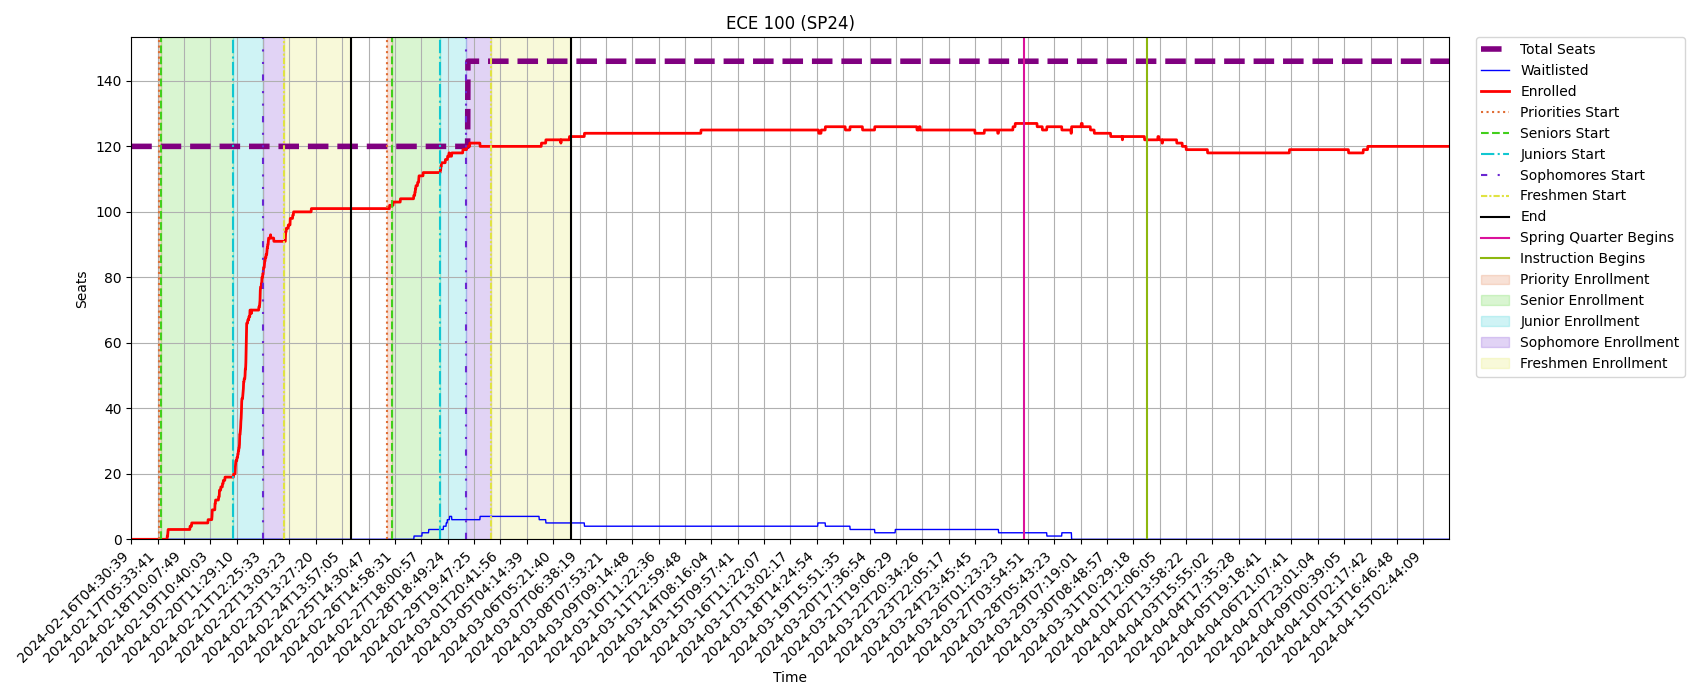 ECE 100 (SP24)
Seats
140
120
100
80
60
40
20
0
2024-02-16T04:30:39
2024-02-17T05:33:41
2024-02-18T10:07:49
2024-02-19T10:40:03
2024-02-20T11:29:10
2024-02-21T12:25:33
2024-02-22T13:03:23
2024-02-23T13:27:20
2024-02-24T13:57:05
2024-02-25T14:30:47
2024-02-26T14:58:31
2024-02-27T18:00:57
2024-02-28T18:49:24
2024-02-29T19:47:25
2024-03-01T20:41:56
2024-03-05T04:14:39
2024-03-06T05:21:40
2024-03-07T06:38:19
2024-03-08T07:53:21
2024-03-09T09:14:48
2024-03-10T11:22:36
2024-03-11T12:59:48
2024-03-14T08:16:04
2024-03-15T09:57:41
2024-03-16T11:22:07
2024-03-17T13:02:17
2024-03-18T14:24:54
2024-03-19T15:51:35
2024-03-20T17:36:54
2024-03-21T19:06:29
2024-03-22T20:34:26
2024-03-23T22:05:17
2024-03-24T23:45:45
2024-03-26T01:23:23
2024-03-27T03:54:51
2024-03-28T05:43:23
2024-03-29T07:19:01
2024-03-30T08:48:57
2024-03-31T10:29:18
2024-04-01T12:06:05
2024-04-02T13:58:22
2024-04-03T15:55:02
2024-04-04T17:35:28
2024-04-05T19:18:41
2024-04-06T21:07:41
2024-04-07T23:01:04
2024-04-09T00:39:05
2024-04-10T02:17:42
2024-04-13T16:46:48
2024-04-15T02:44:09
Time
Total Seats
Waitlisted
Enrolled
Priorities Start
Seniors Start
Juniors Start
Sophomores Start
Freshmen Start
End
Spring Quarter Begins
Instruction Begins
Priority Enrollment
Senior Enrollment
Junior Enrollment
Sophomore Enrollment
Freshmen Enrollment